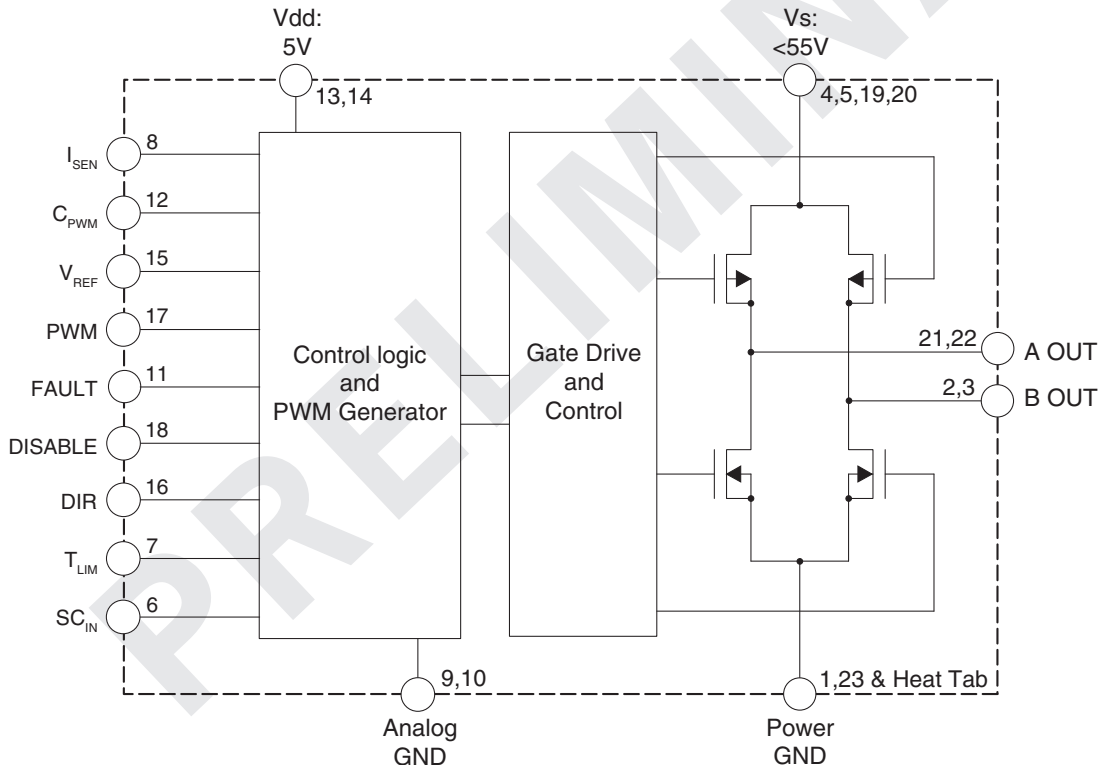 Vdd:
5V
Vs:
<55V
13,14
4,5,19,20
I_SEN 8
C_PWM 12
V_REF 15
PWM 17
FAULT 11
DISABLE 18
DIR 16
T_LIM 7
SC_IN 6
Control logic
and
PWM Generator
Gate Drive
and
Control
21,22 A OUT
2,3 B OUT
9,10
Analog
GND
1,23 & Heat Tab
Power
GND
PRELIMINA